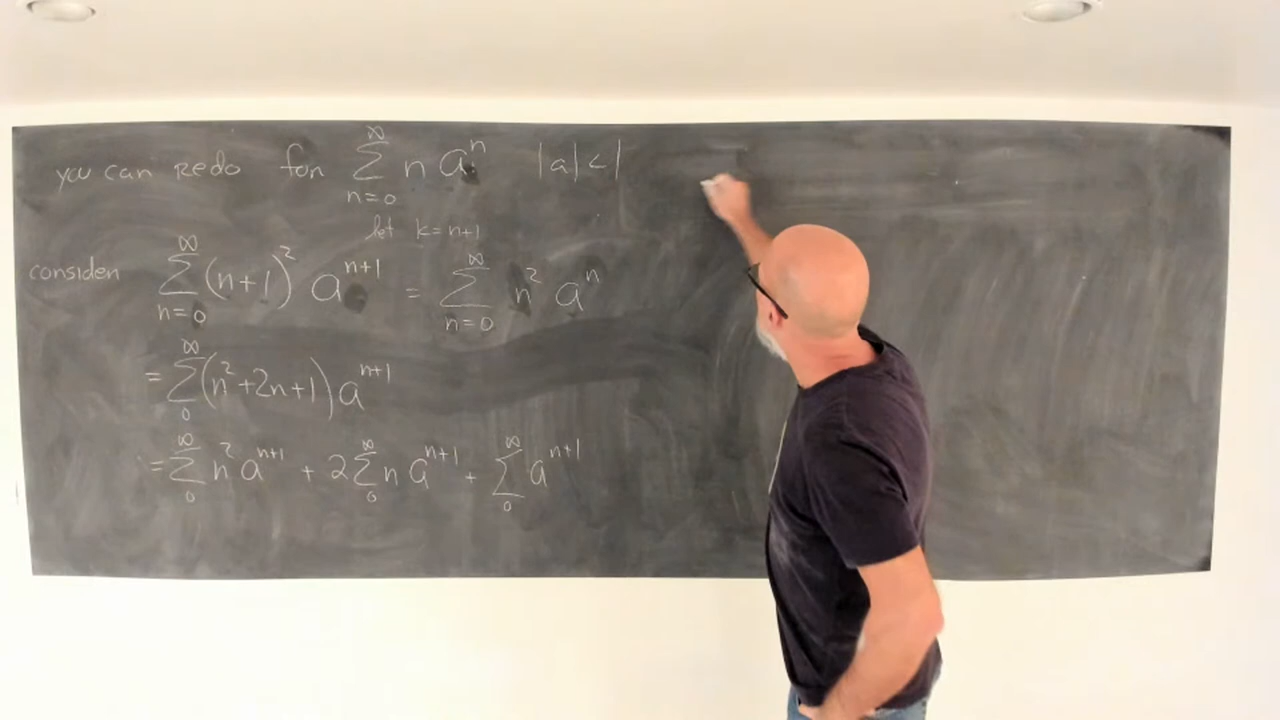 you can redo for ∞ Σ n=0 n aⁿ |a|<1
let k=n+1
consider ∞ Σ n=0 (n+1)² aⁿ⁺¹ = ∞ Σ n=0 n² aⁿ
= ∞ Σ 0 (n²+2n+1) aⁿ⁺¹
= ∞ Σ 0 n² aⁿ⁺¹ + 2 ∞ Σ 0 n aⁿ⁺¹ + ∞ Σ 0 aⁿ⁺¹